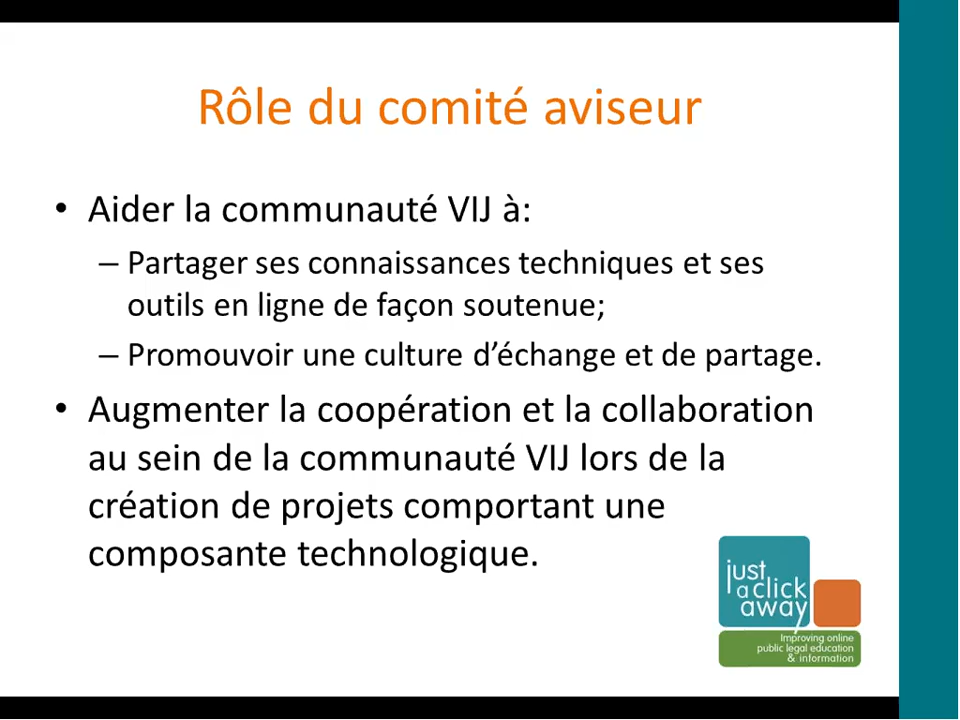 Rôle du comité aviseur
• Aider la communauté VIJ à:
– Partager ses connaissances techniques et ses
outils en ligne de façon soutenue;
– Promouvoir une culture d’échange et de partage.
• Augmenter la coopération et la collaboration
au sein de la communauté VIJ lors de la
création de projets comportant une
composante technologique.
just
a click
away
Improving online
public legal education
& information